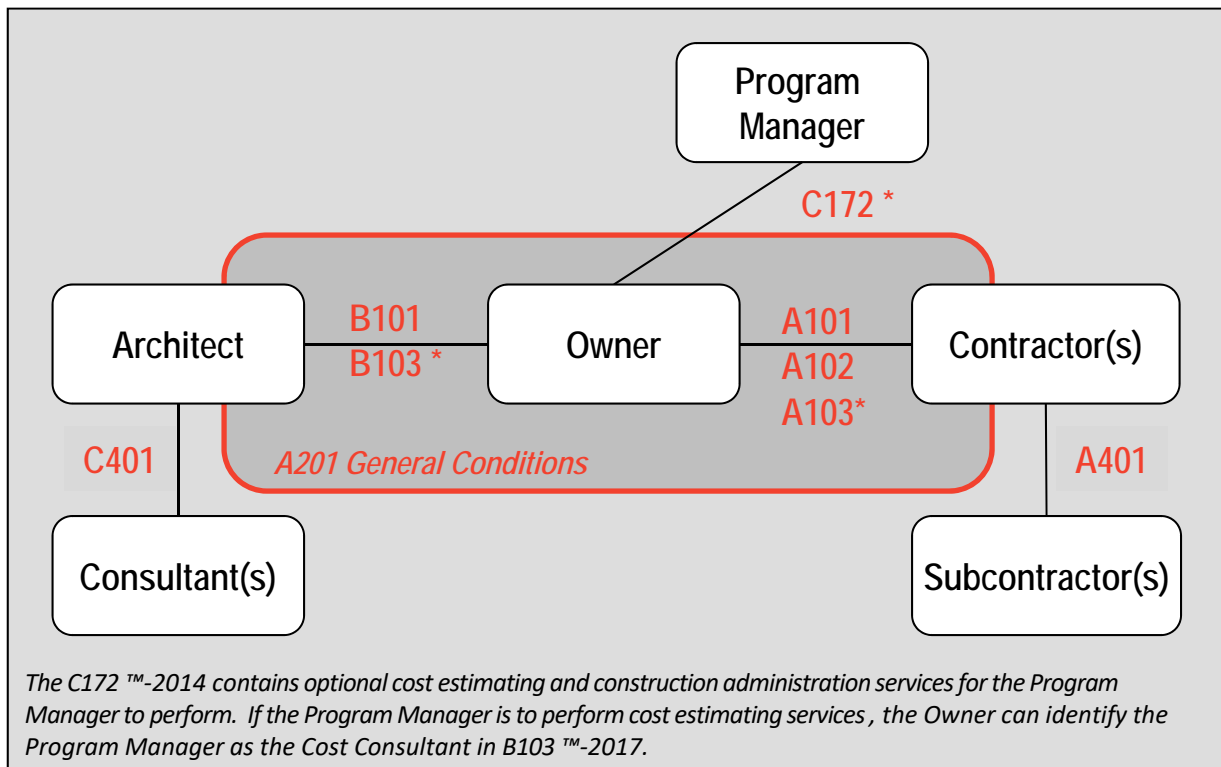 Program
Manager
C172 *
Architect
B101
B103 *
Owner
A101
A102
A103*
Contractor(s)
C401
A201 General Conditions
A401
Consultant(s)
Subcontractor(s)
The C172 ™-2014 contains optional cost estimating and construction administration services for the Program
Manager to perform. If the Program Manager is to perform cost estimating services , the Owner can identify the
Program Manager as the Cost Consultant in B103 ™-2017.